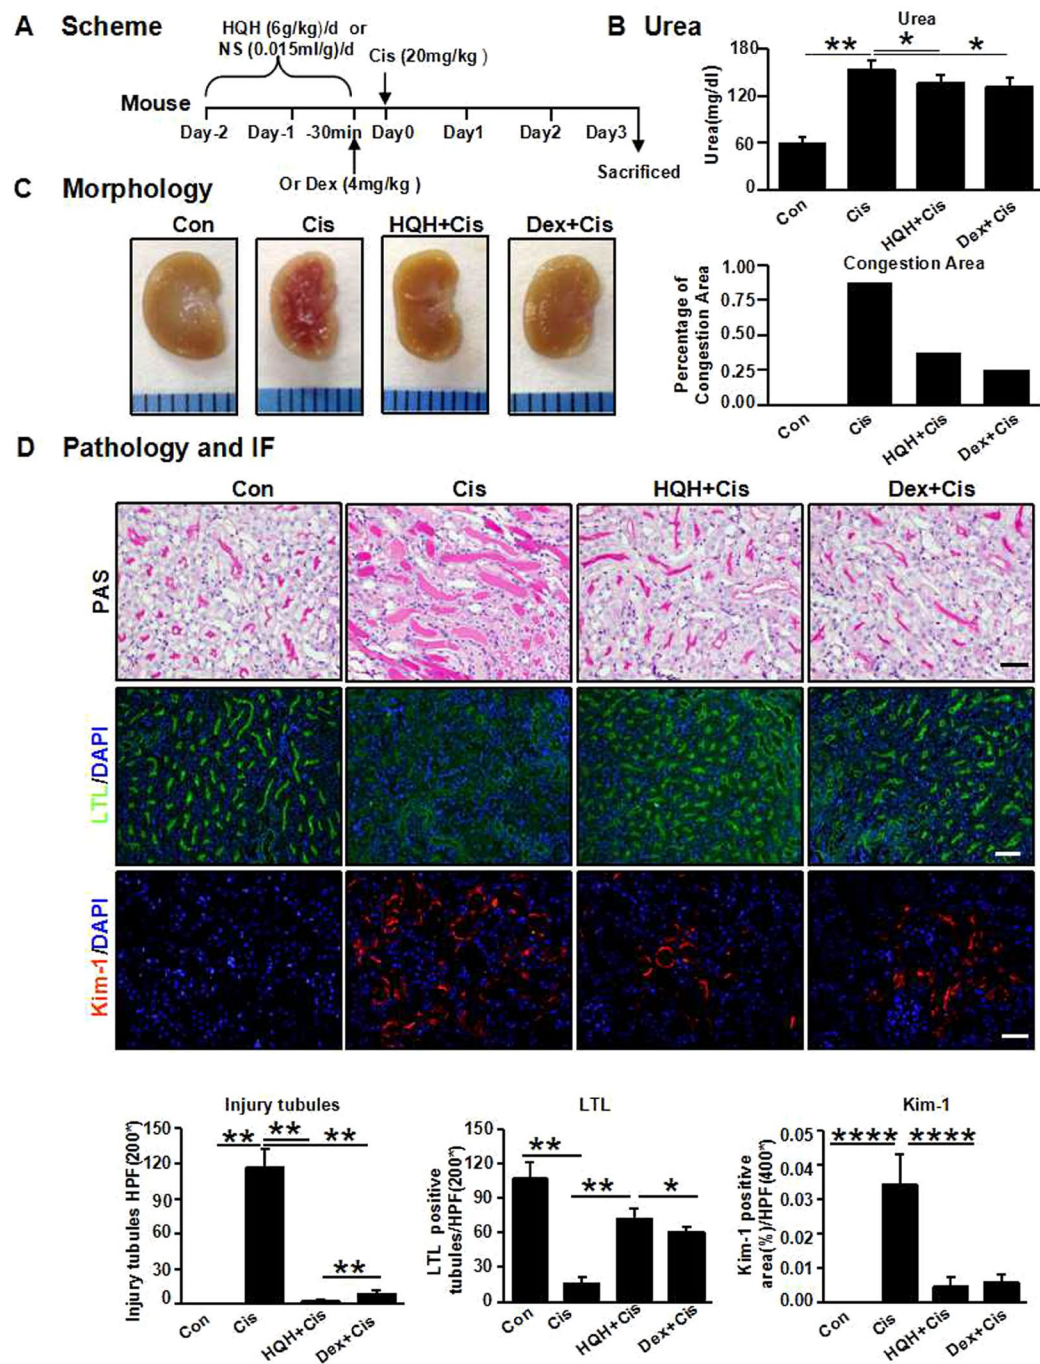 A Scheme
HQH (6g/kg)/d or
NS (0.015ml/g)/d
Cis (20mg/kg )
Mouse
Day-2 Day-1 -30min Day0 Day1 Day2 Day3
Or Dex (4mg/kg )
Sacrificed
B Urea
Urea
Urea(mg/dl)
180
120
60
0
** * *
Con Cis HQH+Cis Dex+Cis
C Morphology
Con Cis HQH+Cis Dex+Cis
Congestion Area
Percentage of
Congestion Area
1.00
0.75
0.50
0.25
0.00
Con Cis HQH+Cis Dex+Cis
D Pathology and IF
Con Cis HQH+Cis Dex+Cis
PAS
LTL/DAPI
Kim-1/DAPI
Injury tubules
Injury tubules HPF(200*)
150
120
90
60
30
0
** ** **
**
Con Cis HQH+Cis Dex+Cis
LTL
LTL positive
tubules/HPF(200*)
150
120
90
60
30
0
**
** *
Con Cis HQH+Cis Dex+Cis
Kim-1
Kim-1 positive
area(%)/HPF(400*)
0.05
0.04
0.03
0.02
0.01
0.00
**** ****
Con Cis HQH+Cis Dex+Cis